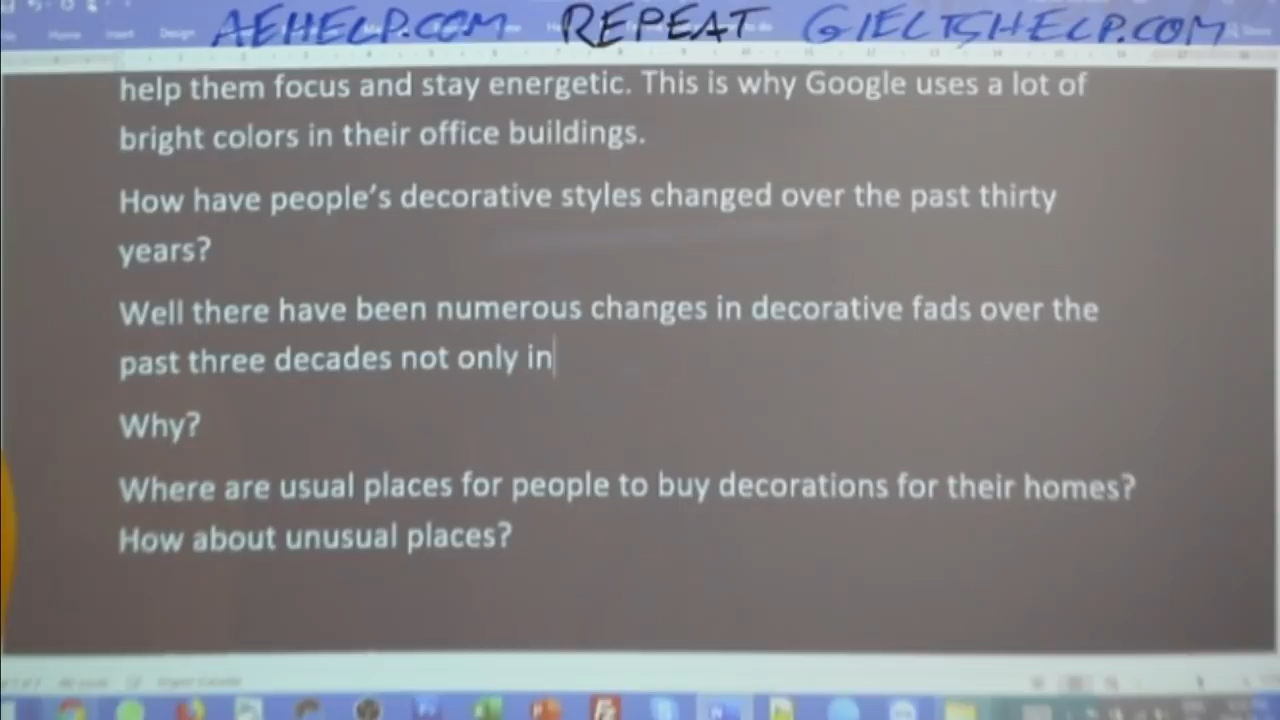 AEHELP.COM REPEAT GIELTSHELP.COM
Home Insert Design
help them focus and stay energetic. This is why Google uses a lot of
bright colors in their office buildings.
How have people's decorative styles changed over the past thirty
years?
Well there have been numerous changes in decorative fads over the
past three decades not only in
Why?
Where are usual places for people to buy decorations for their homes?
How about unusual places?